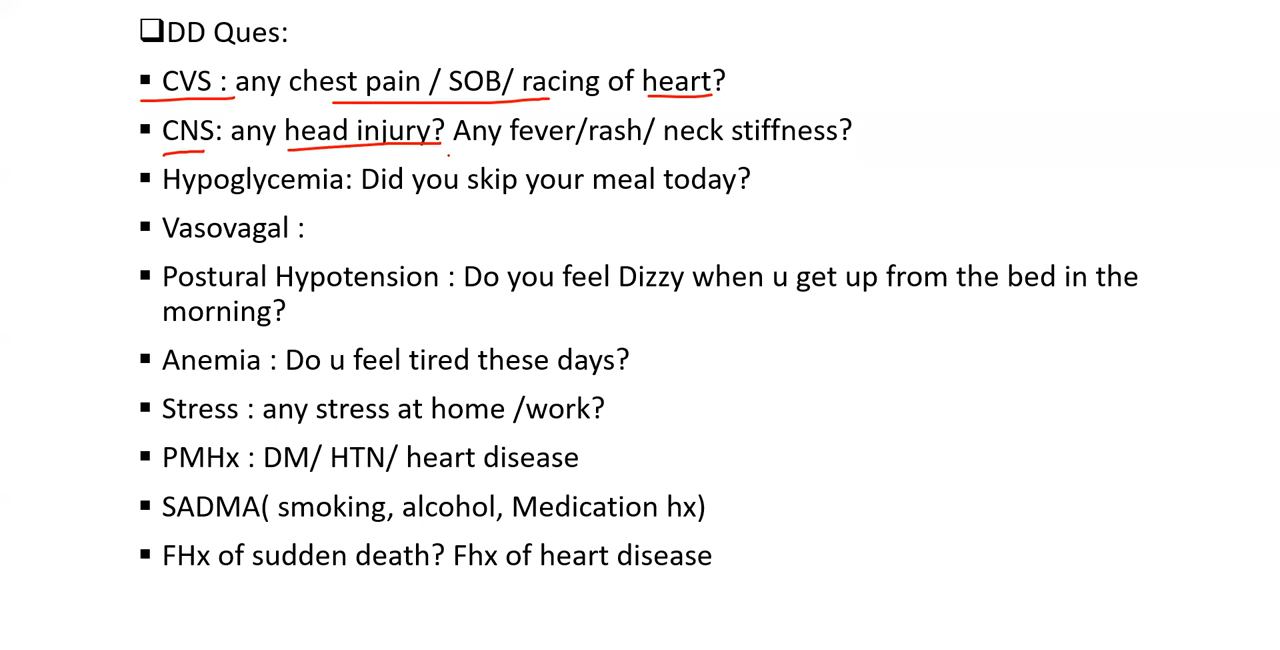 ❑DD Ques:
▪ CVS : any chest pain / SOB/ racing of heart?
▪ CNS: any head injury? Any fever/rash/ neck stiffness?
▪ Hypoglycemia: Did you skip your meal today?
▪ Vasovagal :
▪ Postural Hypotension : Do you feel Dizzy when u get up from the bed in the
morning?
▪ Anemia : Do u feel tired these days?
▪ Stress : any stress at home /work?
▪ PMHx : DM/ HTN/ heart disease
▪ SADMA( smoking, alcohol, Medication hx)
▪ FHx of sudden death? Fhx of heart disease